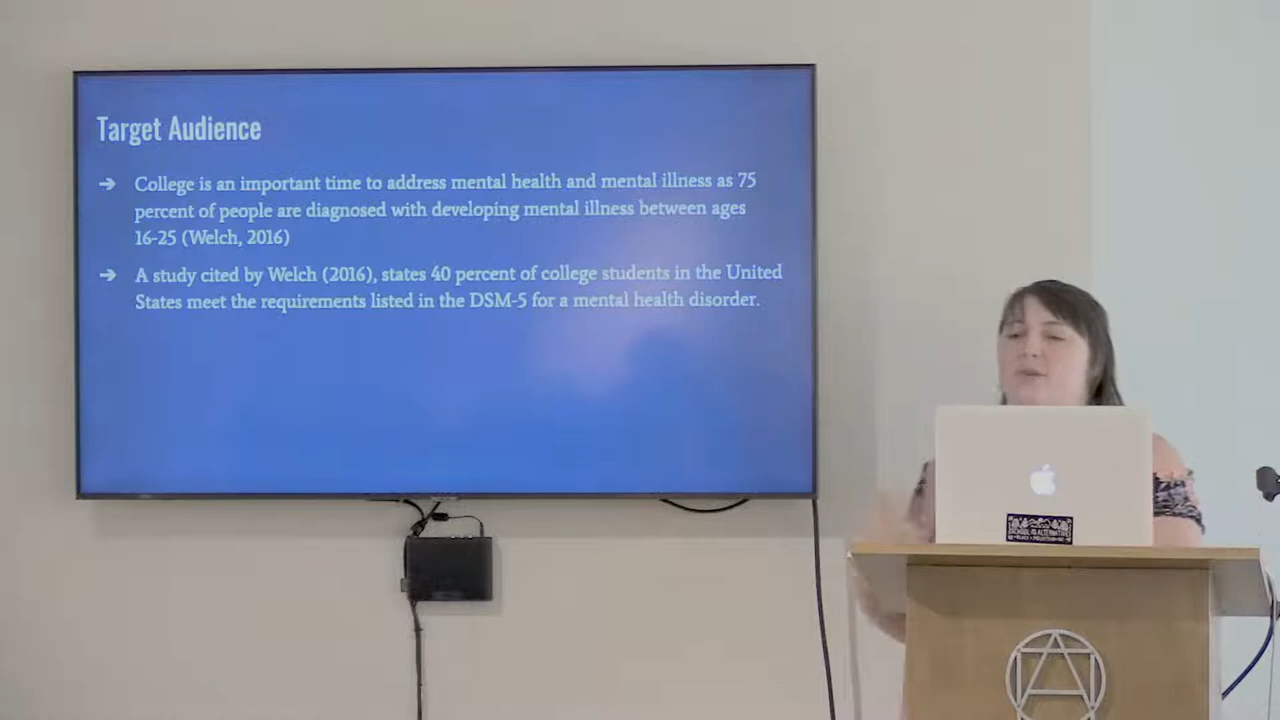 Target Audience
➔ College is an important time to address mental health and mental illness as 75
percent of people are diagnosed with developing mental illness between ages
16-25 (Welch, 2016)
➔ A study cited by Welch (2016), states 40 percent of college students in the United
States meet the requirements listed in the DSM-5 for a mental health disorder.